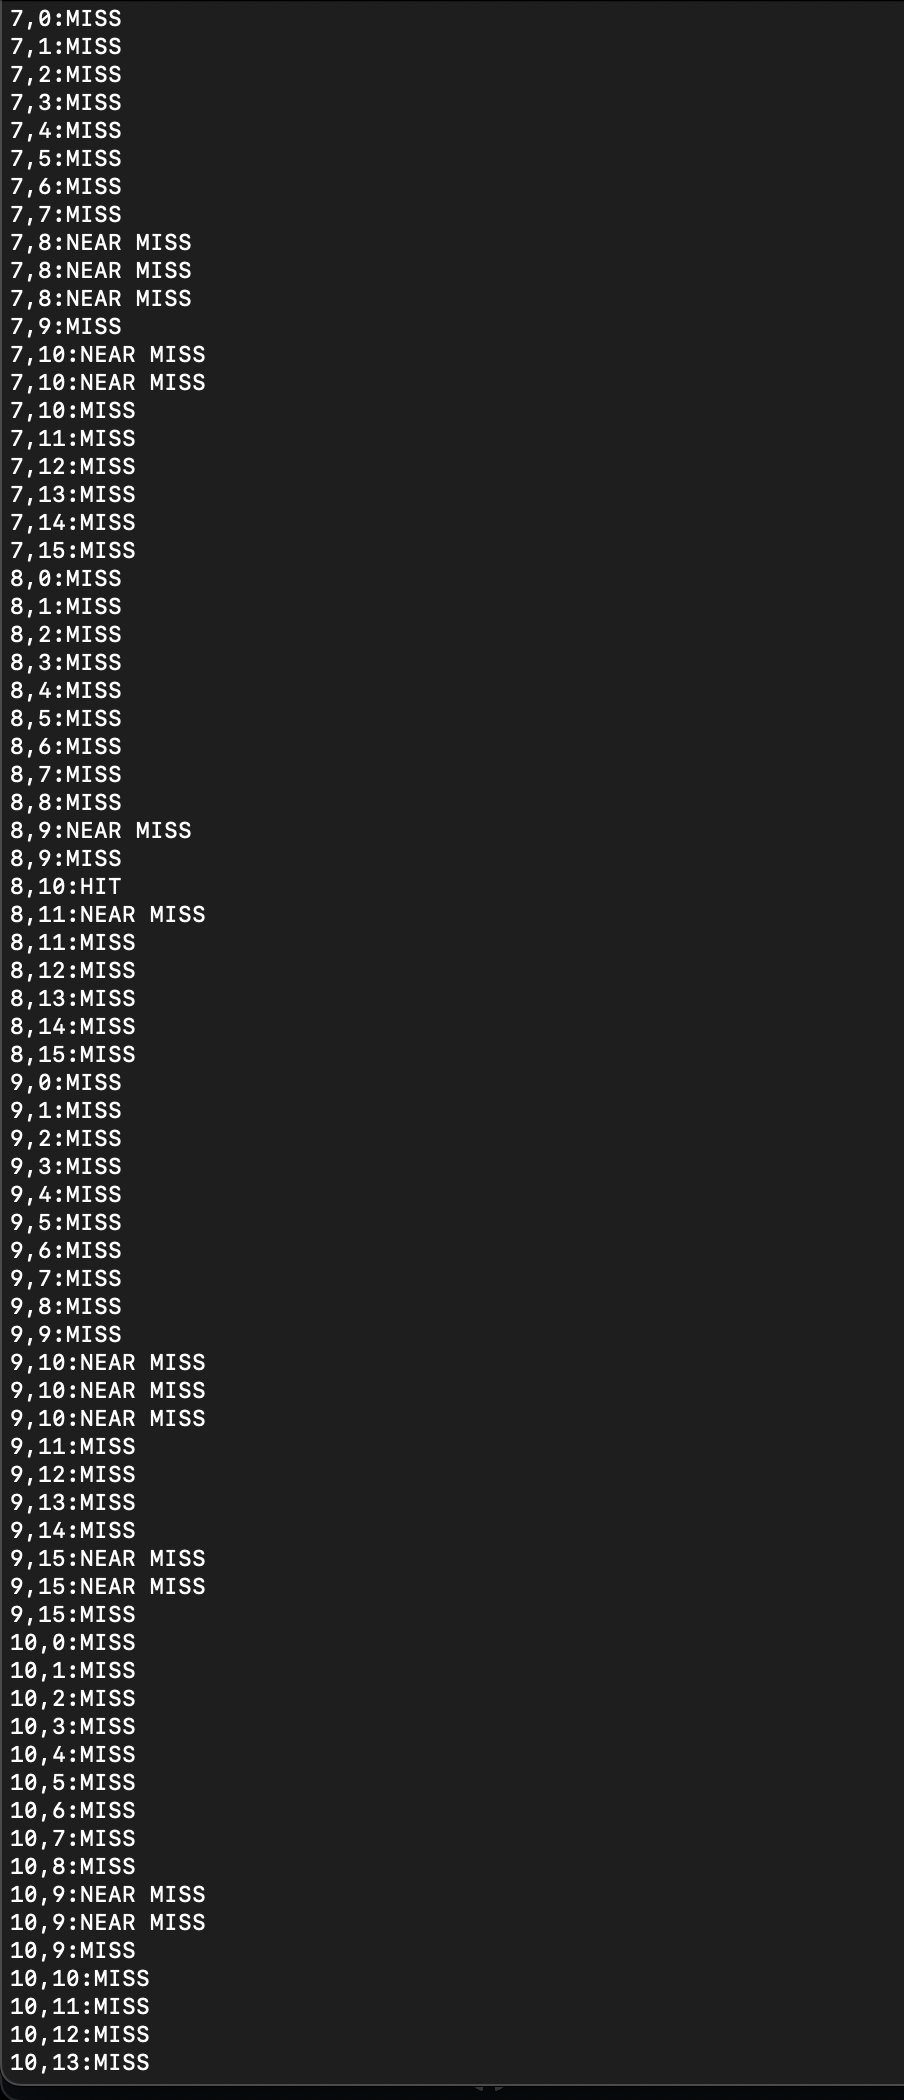 7,0:MISS
7,1:MISS
7,2:MISS
7,3:MISS
7,4:MISS
7,5:MISS
7,6:MISS
7,7:MISS
7,8:NEAR MISS
7,8:NEAR MISS
7,8:NEAR MISS
7,9:MISS
7,10:NEAR MISS
7,10:NEAR MISS
7,10:MISS
7,11:MISS
7,12:MISS
7,13:MISS
7,14:MISS
7,15:MISS
8,0:MISS
8,1:MISS
8,2:MISS
8,3:MISS
8,4:MISS
8,5:MISS
8,6:MISS
8,7:MISS
8,8:MISS
8,9:NEAR MISS
8,9:MISS
8,10:HIT
8,11:NEAR MISS
8,11:MISS
8,12:MISS
8,13:MISS
8,14:MISS
8,15:MISS
9,0:MISS
9,1:MISS
9,2:MISS
9,3:MISS
9,4:MISS
9,5:MISS
9,6:MISS
9,7:MISS
9,8:MISS
9,9:MISS
9,10:NEAR MISS
9,10:NEAR MISS
9,10:NEAR MISS
9,11:MISS
9,12:MISS
9,13:MISS
9,14:MISS
9,15:NEAR MISS
9,15:NEAR MISS
9,15:MISS
10,0:MISS
10,1:MISS
10,2:MISS
10,3:MISS
10,4:MISS
10,5:MISS
10,6:MISS
10,7:MISS
10,8:MISS
10,9:NEAR MISS
10,9:NEAR MISS
10,9:MISS
10,10:MISS
10,11:MISS
10,12:MISS
10,13:MISS